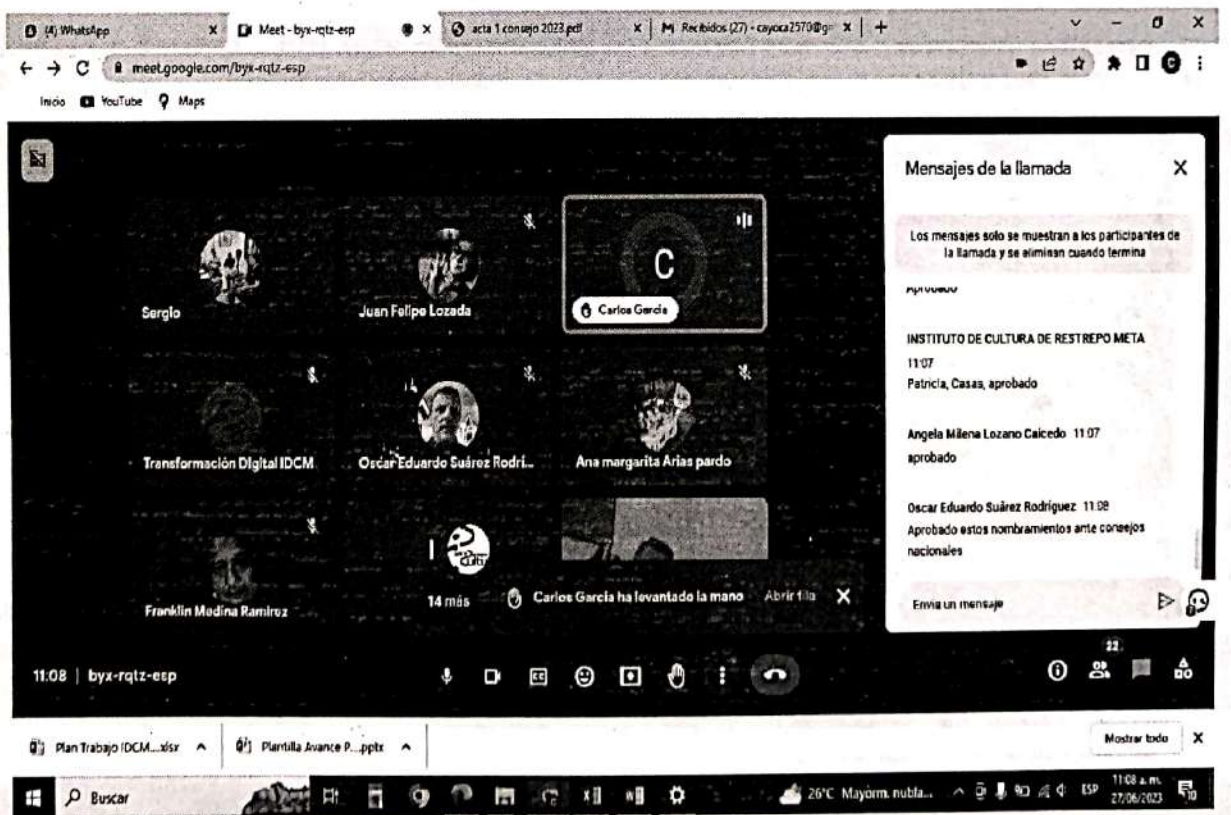 (4) WhatsApp
Meet - byx-rqtz-esp
acta 1 consejo 2023.pdf
Recibidos (27) - cayoca2570@g
meet.google.com/byx-rqtz-esp
Inicio YouTube Maps
Mensajes de la llamada
Los mensajes solo se muestran a los participantes de
la llamada y se eliminan cuando termina
Aprobado
INSTITUTO DE CULTURA DE RESTREPO META
11:07
Patricia, Casas, aprobado
Angela Milena Lozano Caicedo 11:07
aprobado
Oscar Eduardo Suárez Rodríguez 11:08
Aprobado estos nombramientos ante consejos
nacionales
Envía un mensaje
Sergio
Juan Felipe Lozada
C
Carlos Garcia
Transformación Digital IDCM
Oscar Eduardo Suárez Rodri...
Ana margarita Arias pardo
Franklin Medina Ramirez
14 más
Carlos Garcia ha levantado la mano Abrir fila
11:08 | byx-rqtz-esp
22
Plan Trabajo IDCM....xlsx
Plantilla Avance P....pptx
Mostrar todo
Buscar
26°C Mayorm. nubla...
ESP
11:08 a. m.
27/06/2023